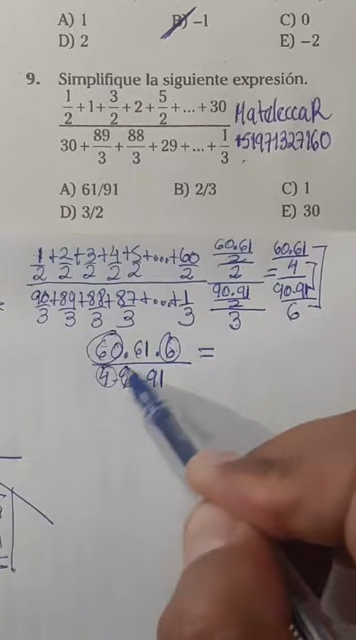 A) 1 B) -1 C) 0
D) 2 E) -2
9. Simplifique la siguiente expresión.
1/2 + 1 + 3/2 + 2 + 5/2 + ... + 30
30 + 89/3 + 88/3 + 29 + ... + 1/3
MateleccaR
+51971327160
A) 61/91 B) 2/3 C) 1
D) 3/2 E) 30
1/2 + 2/2 + 3/2 + 4/2 + 5/2 + ... + 60/2
90/3 + 89/3 + 88/3 + 87/3 + ... + 1/3
60.61/2/2 = 60.61/4
90.91/2/3 90.91/6
60.61.6 =
4. .91